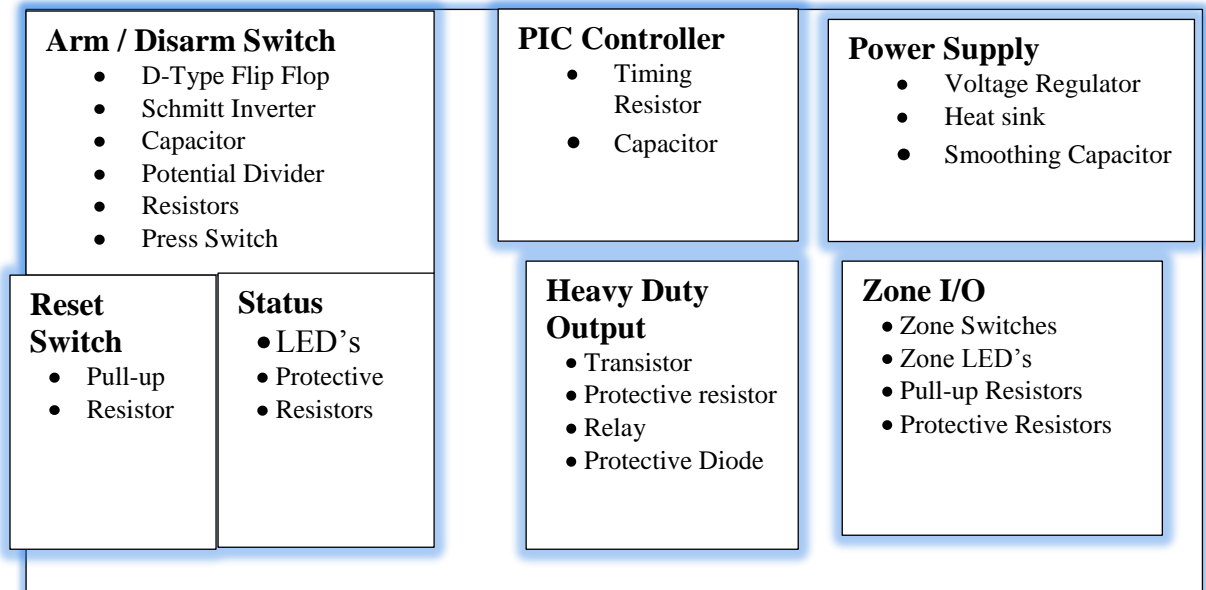 Arm / Disarm Switch
• D-Type Flip Flop
• Schmitt Inverter
• Capacitor
• Potential Divider
• Resistors
• Press Switch
PIC Controller
• Timing
Resistor
• Capacitor
Power Supply
• Voltage Regulator
• Heat sink
• Smoothing Capacitor
Reset
Switch
• Pull-up
• Resistor
Status
• LED’s
• Protective
• Resistors
Heavy Duty
Output
• Transistor
• Protective resistor
• Relay
• Protective Diode
Zone I/O
• Zone Switches
• Zone LED’s
• Pull-up Resistors
• Protective Resistors